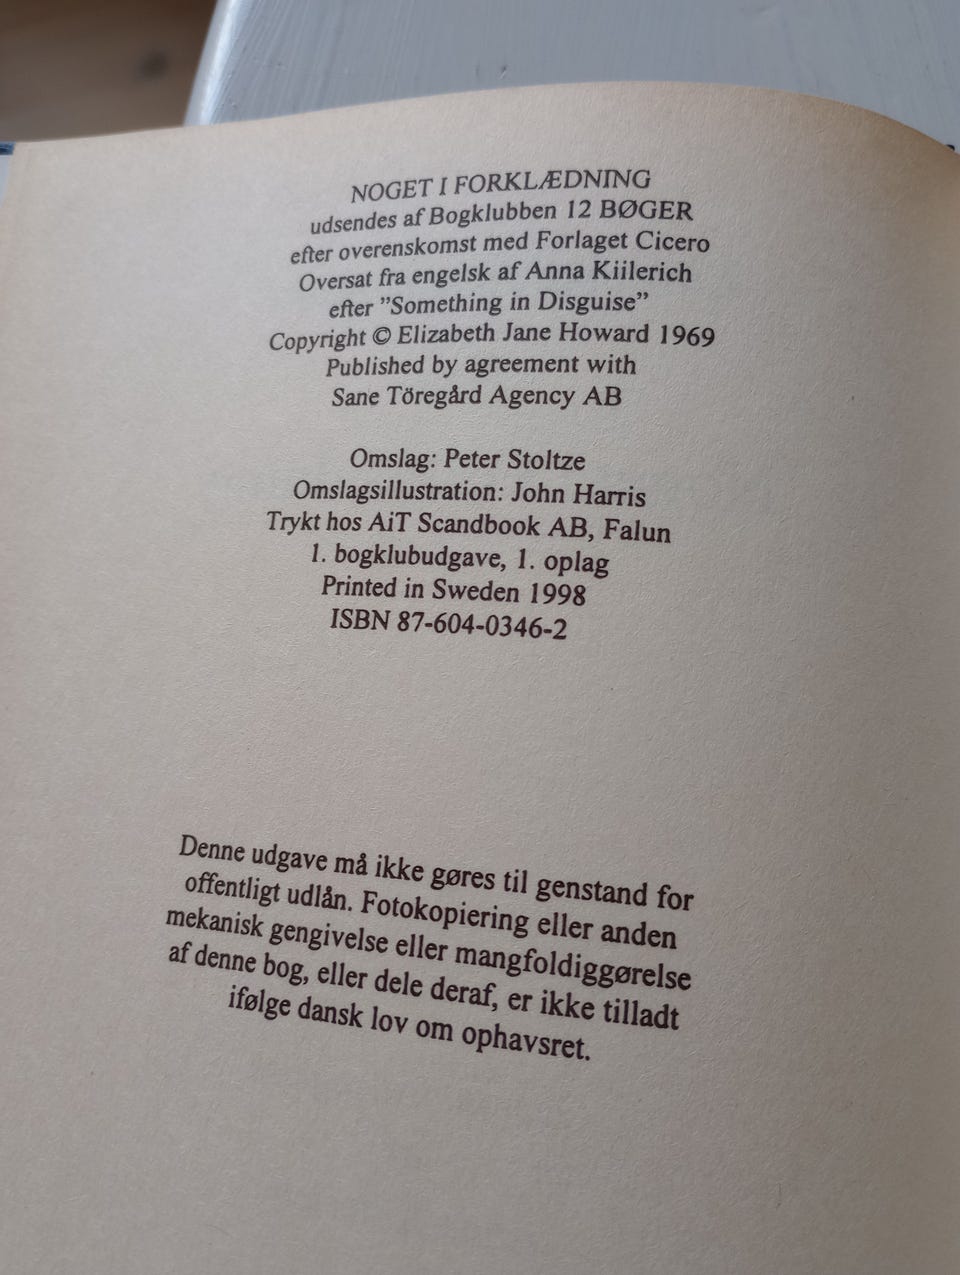 NOGET I FORKLÆDNING
udsendes af Bogklubben 12 BØGER
efter overenskomst med Forlaget Cicero
Oversat fra engelsk af Anna Kiilerich
efter ”Something in Disguise”
Copyright © Elizabeth Jane Howard 1969
Published by agreement with
Sane Töregård Agency AB
Omslag: Peter Stoltze
Omslagsillustration: John Harris
Trykt hos AiT Scandbook AB, Falun
1. bogklubudgave, 1. oplag
Printed in Sweden 1998
ISBN 87-604-0346-2
Denne udgave må ikke gøres til genstand for
offentligt udlån. Fotokopiering eller anden
mekanisk gengivelse eller mangfoldiggørelse
af denne bog, eller dele deraf, er ikke tilladt
ifølge dansk lov om ophavsret.